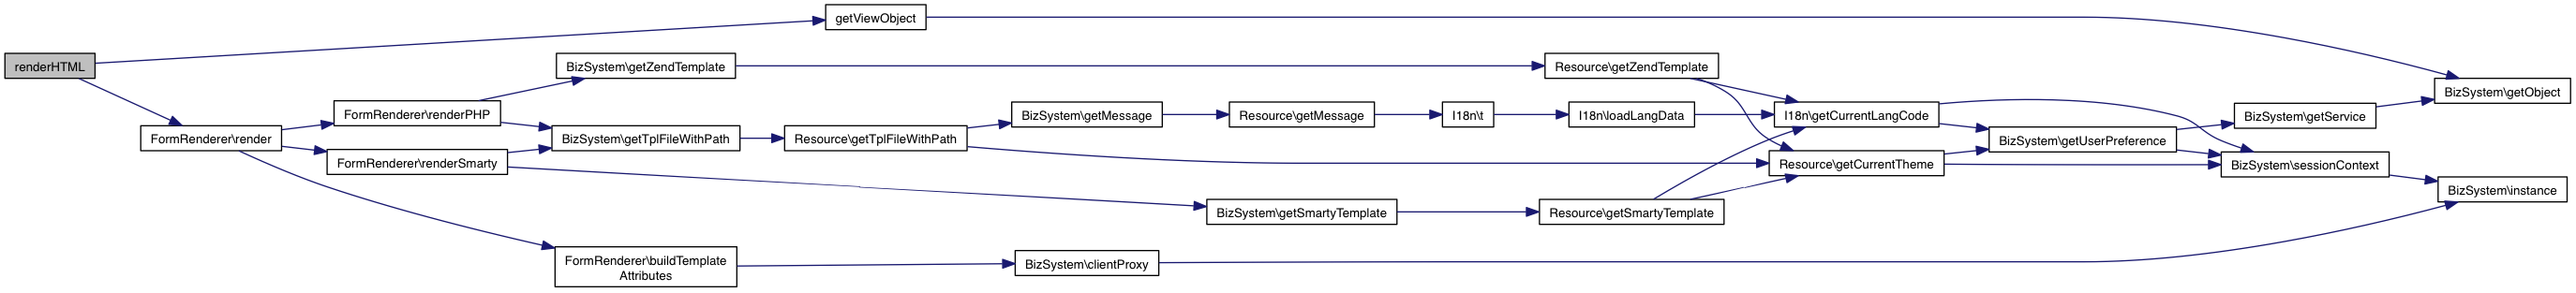 renderHTML
getViewObject
FormRenderer\render
FormRenderer\renderPHP
FormRenderer\renderSmarty
BizSystem\getZendTemplate
BizSystem\getTplFileWithPath
FormRenderer\buildTemplate
Attributes
Resource\getTplFileWithPath
BizSystem\getMessage
BizSystem\clientProxy
Resource\getMessage
BizSystem\getSmartyTemplate
I18n\t
Resource\getZendTemplate
I18n\loadLangData
Resource\getSmartyTemplate
I18n\getCurrentLangCode
Resource\getCurrentTheme
BizSystem\getUserPreference
BizSystem\getService
BizSystem\sessionContext
BizSystem\getObject
BizSystem\instance